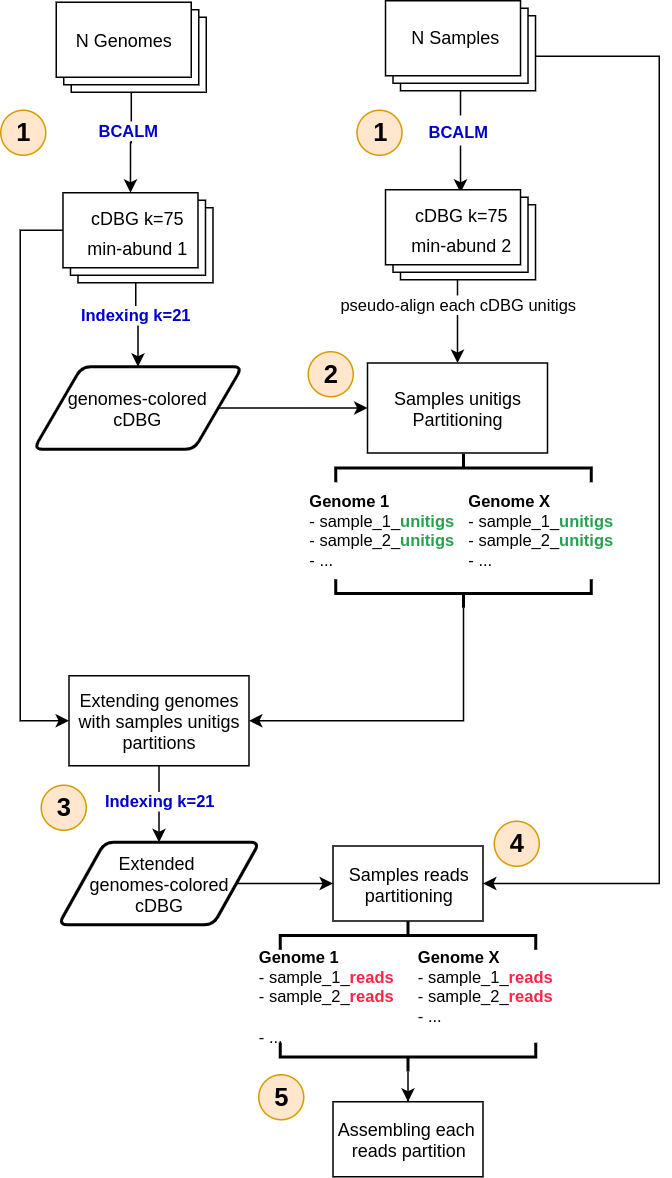 N Genomes
N Samples
1
BCALM
1
BCALM
cDBG k=75
min-abund 1
cDBG k=75
min-abund 2
Indexing k=21
pseudo-align each cDBG unitigs
2
genomes-colored
cDBG
Samples unitigs
Partitioning
Genome 1
- sample_1_unitigs
- sample_2_unitigs
- ...
Genome X
- sample_1_unitigs
- sample_2_unitigs
- ...
Extending genomes
with samples unitigs
partitions
3
Indexing k=21
4
Extended
genomes-colored
cDBG
Samples reads
partitioning
Genome 1
- sample_1_reads
- sample_2_reads
- ...
Genome X
- sample_1_reads
- sample_2_reads
- ...
5
Assembling each
reads partition